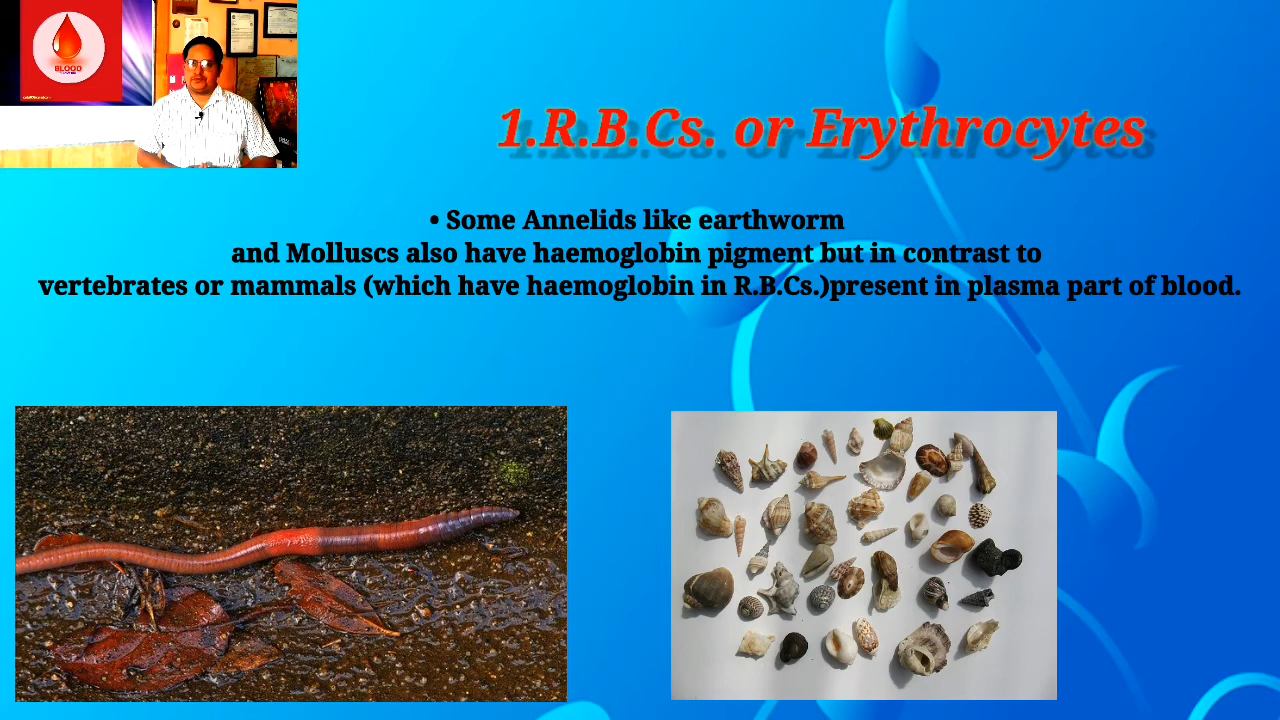 BLOOD
1.R.B.Cs. or Erythrocytes
• Some Annelids like earthworm
and Molluscs also have haemoglobin pigment but in contrast to
vertebrates or mammals (which have haemoglobin in R.B.Cs.)present in plasma part of blood.